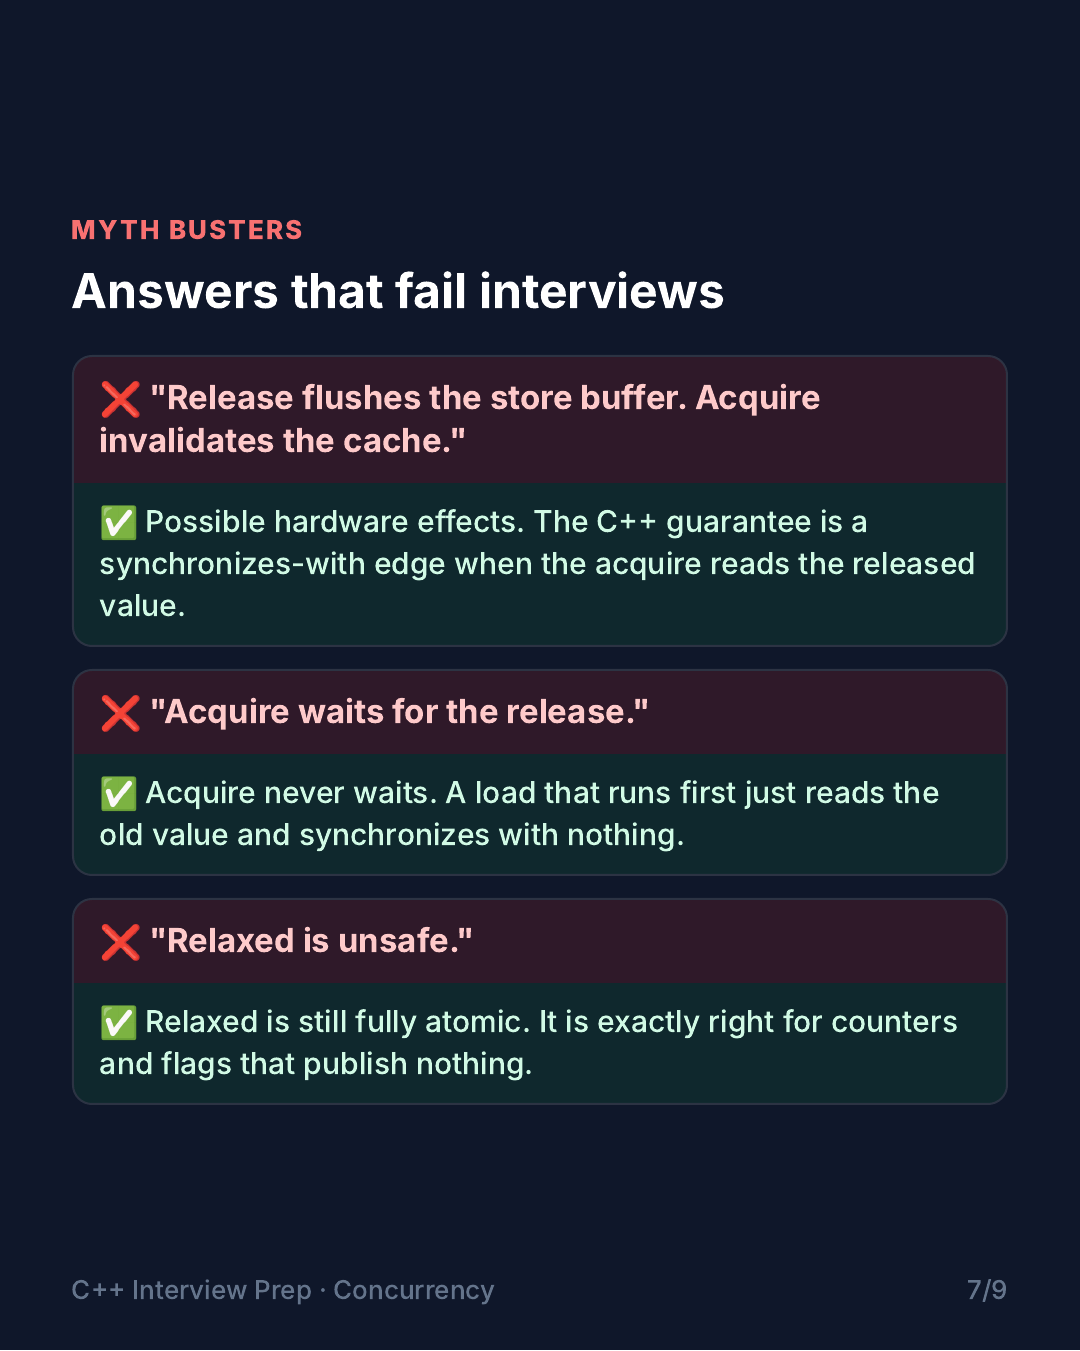 MYTH BUSTERS
Answers that fail interviews
❌ "Release flushes the store buffer. Acquire
invalidates the cache."
✅ Possible hardware effects. The C++ guarantee is a
synchronizes-with edge when the acquire reads the released
value.
❌ "Acquire waits for the release."
✅ Acquire never waits. A load that runs first just reads the
old value and synchronizes with nothing.
❌ "Relaxed is unsafe."
✅ Relaxed is still fully atomic. It is exactly right for counters
and flags that publish nothing.
C++ Interview Prep · Concurrency
7/9